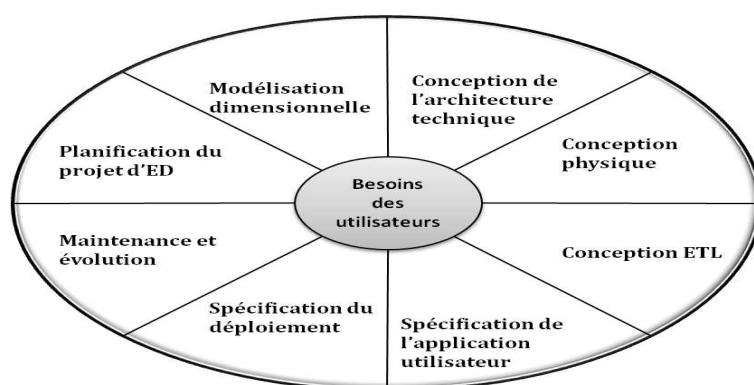 Modélisation
dimensionnelle
Conception de
l'architecture
technique
Planification du
projet d'ED
Conception
physique
Besoins
des
utilisateurs
Maintenance et
évolution
Conception ETL
Spécification du
déploiement
Spécification de
l'application
utilisateur